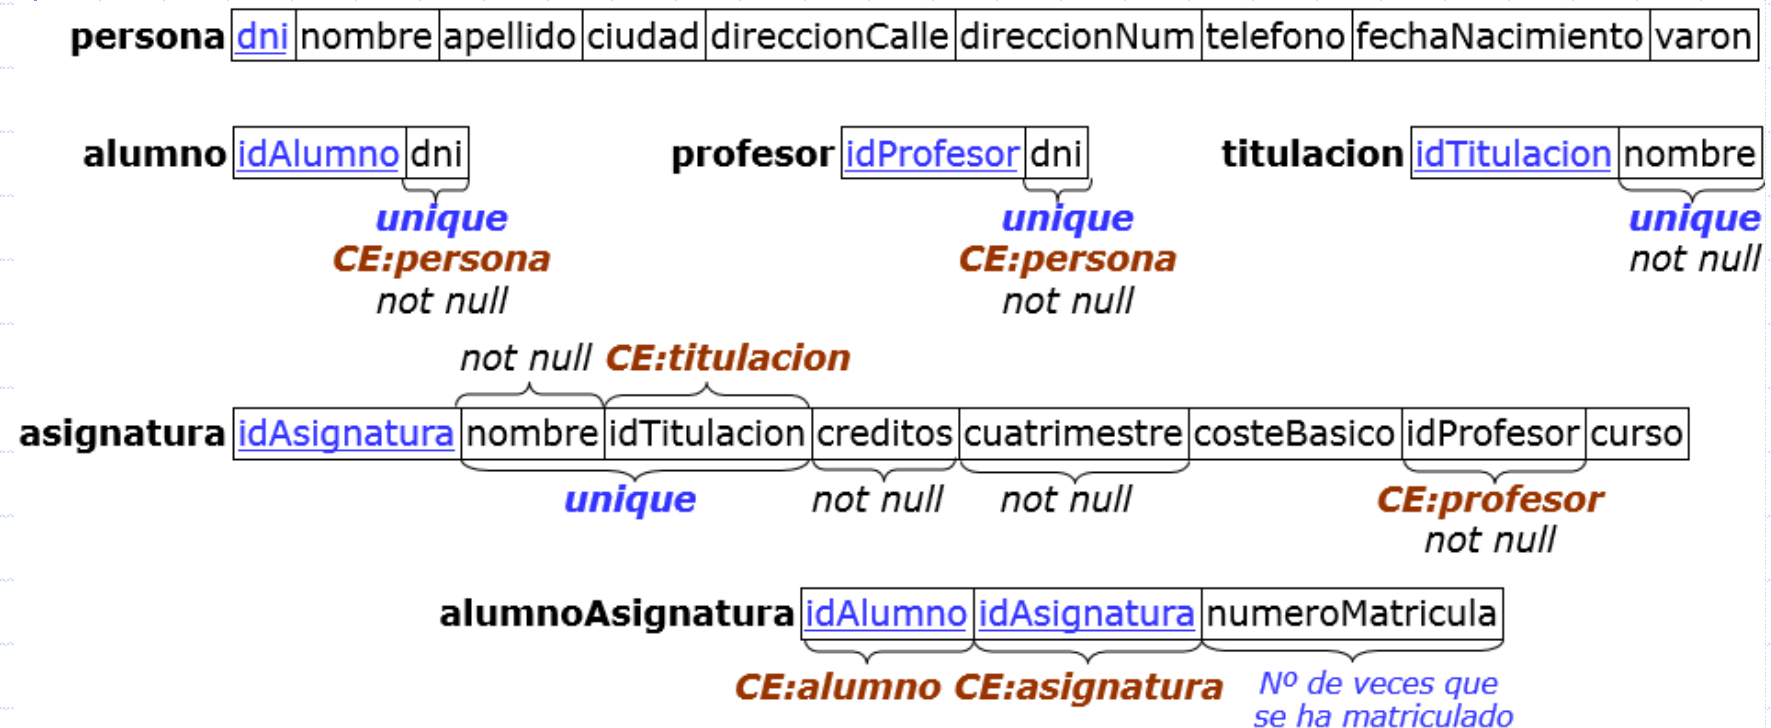 persona dni nombre apellido ciudad direccionCalle direccionNum telefono fechaNacimiento varon
alumno idAlumno dni profesor idProfesor dni titulacion idTitulacion nombre
unique unique unique
CE:persona CE:persona not null
not null not null
not null CE:titulacion
asignatura idAsignatura nombre idTitulacion creditos cuatrimestre costeBasico idProfesor curso
unique not null not null CE:profesor
not null
alumnoAsignatura idAlumno idAsignatura numeroMatricula
CE:alumno CE:asignatura Nº de veces que
se ha matriculado